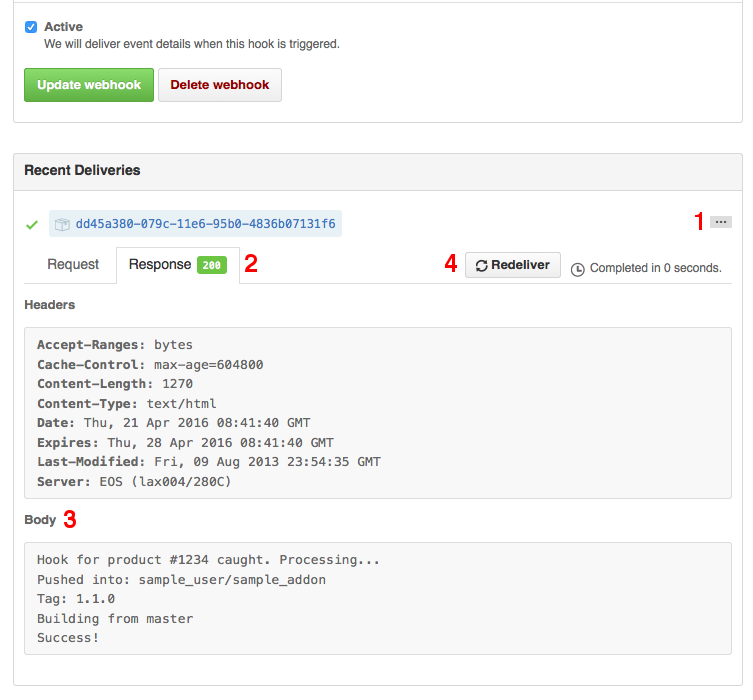 Active
We will deliver event details when this hook is triggered.
Update webhook Delete webhook
Recent Deliveries
dd45a380-079c-11e6-95b0-4836b07131f6 1 ...
Request Response 200 2 4 Redeliver Completed in 0 seconds.
Headers
Accept-Ranges: bytes
Cache-Control: max-age=604800
Content-Length: 1270
Content-Type: text/html
Date: Thu, 21 Apr 2016 08:41:40 GMT
Expires: Thu, 28 Apr 2016 08:41:40 GMT
Last-Modified: Fri, 09 Aug 2013 23:54:35 GMT
Server: EOS (lax004/280C)
Body 3
Hook for product #1234 caught. Processing...
Pushed into: sample_user/sample_addon
Tag: 1.1.0
Building from master
Success!